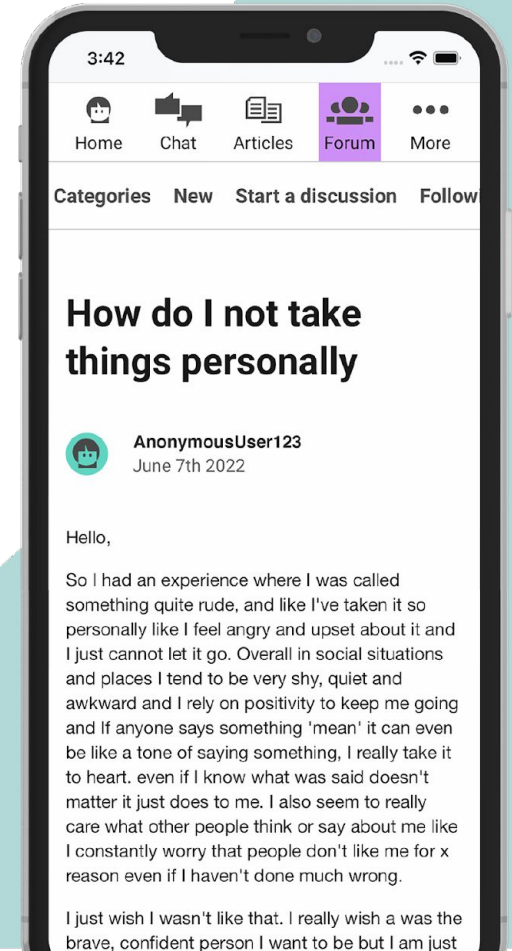 3:42
Home Chat Articles Forum More
Categories New Start a discussion Followi
How do I not take
things personally
AnonymousUser123
June 7th 2022
Hello,
So I had an experience where I was called
something quite rude, and like I've taken it so
personally like I feel angry and upset about it and
I just cannot let it go. Overall in social situations
and places I tend to be very shy, quiet and
awkward and I rely on positivity to keep me going
and If anyone says something 'mean' it can even
be like a tone of saying something, I really take it
to heart. even if I know what was said doesn't
matter it just does to me. I also seem to really
care what other people think or say about me like
I constantly worry that people don't like me for x
reason even if I haven't done much wrong.
I just wish I wasn't like that. I really wish a was the
brave, confident person I want to be but I am just